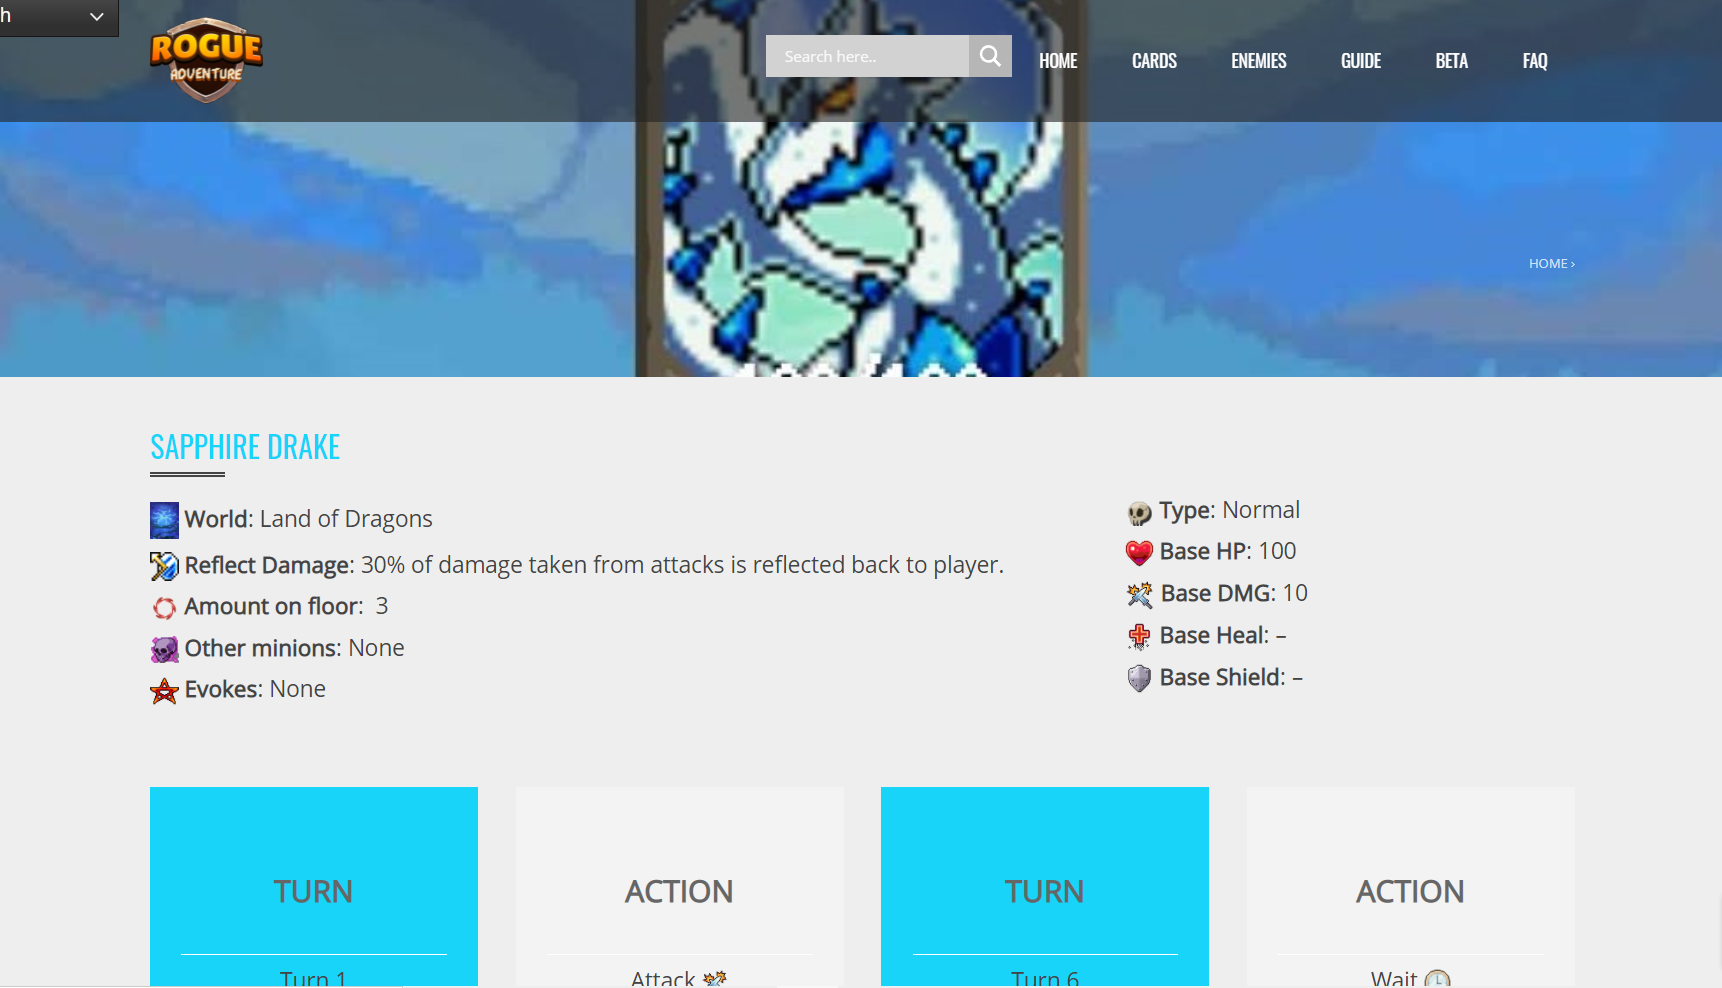 h
ROGUE
ADVENTURE
Search here..
HOME
CARDS
ENEMIES
GUIDE
BETA
FAQ
HOME ›
100/100
SAPPHIRE DRAKE
World: Land of Dragons
Reflect Damage: 30% of damage taken from attacks is reflected back to player.
Amount on floor: 3
Other minions: None
Evokes: None
Type: Normal
Base HP: 100
Base DMG: 10
Base Heal: –
Base Shield: –
TURN
ACTION
TURN
ACTION
Turn 1
Attack
Turn 6
Wait